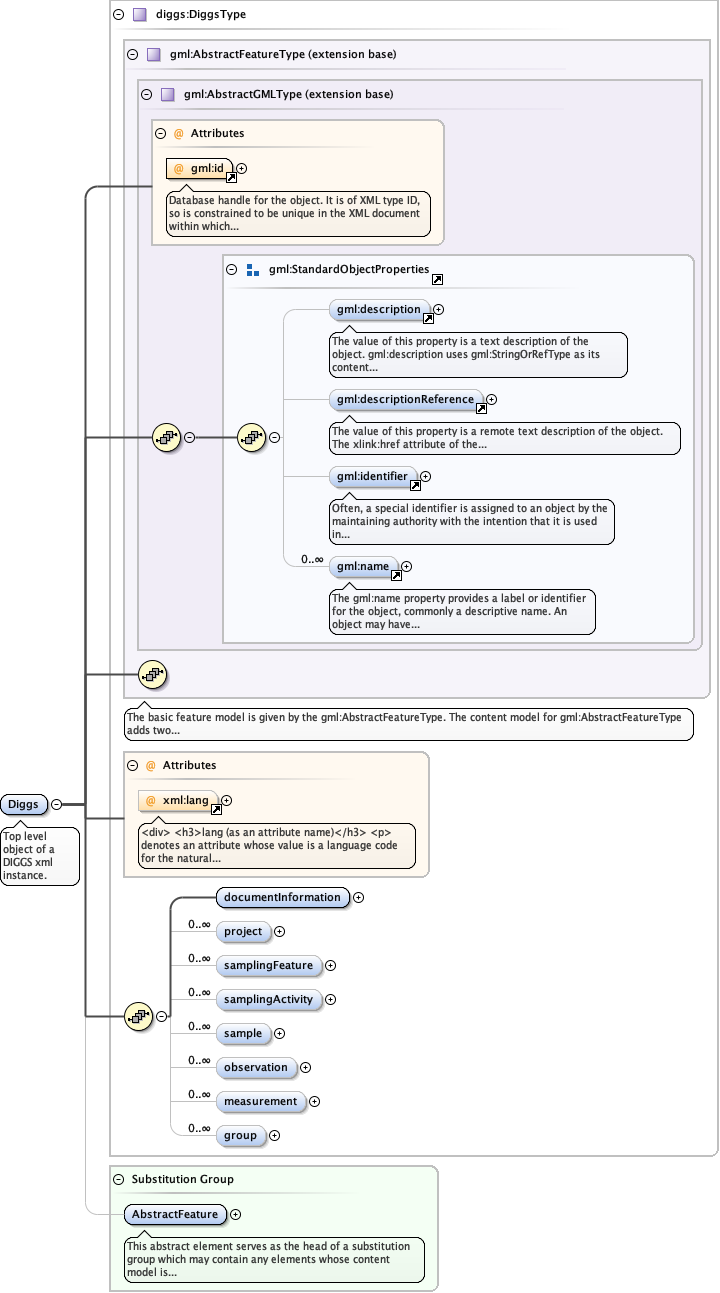 diggs:DiggsType
gml:AbstractFeatureType (extension base)
gml:AbstractGMLType (extension base)
@ Attributes
@ gml:id
Database handle for the object. It is of XML type ID,
so is constrained to be unique in the XML document
within which...
gml:StandardObjectProperties
gml:description
The value of this property is a text description of the
object. gml:description uses gml:StringOrRefType as its
content...
gml:descriptionReference
The value of this property is a remote text description of the object.
The xlink:href attribute of the...
gml:identifier
Often, a special identifier is assigned to an object by the
maintaining authority with the intention that it is used
in...
0..∞
gml:name
The gml:name property provides a label or identifier
for the object, commonly a descriptive name. An
object may have...
The basic feature model is given by the gml:AbstractFeatureType. The content model for gml:AbstractFeatureType
adds two...
@ Attributes
@ xml:lang
<div> <h3>lang (as an attribute name)</h3> <p>
denotes an attribute whose value is a language code
for the natural...
Diggs
Top level
object of a
DIGGS xml
instance.
documentInformation
0..∞ project
0..∞ samplingFeature
0..∞ samplingActivity
0..∞ sample
0..∞ observation
0..∞ measurement
0..∞ group
Substitution Group
AbstractFeature
This abstract element serves as the head of a substitution
group which may contain any elements whose content
model is...